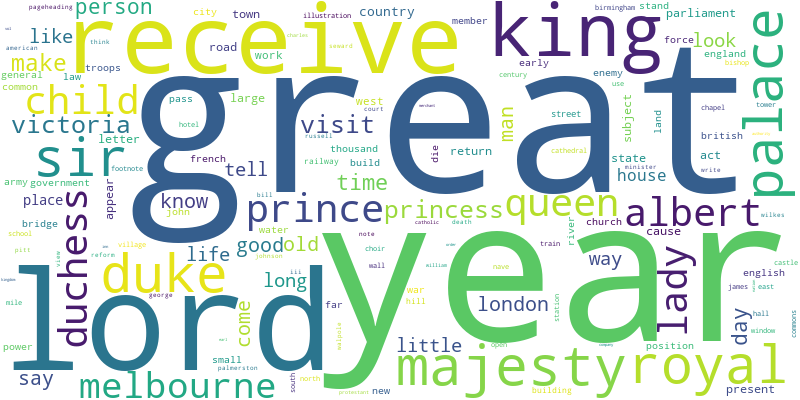 pageheading
person
city
town
illustration
country
member
birmingham
stand
parliament
receive
king
american
think
charles
seward
like
road
work
force
look
england
bishop
make
troops
early
enemy
general
law
common
pass
large
west
century
use
palace
child
great
court
merchant
chapel
tower
hotel
visit
man
street
subject
land
victoria
letter
russell
thousand
die
return
british
sir
french
tell
railway
build
cathedral
state
act
footnote
minister
house
write
army
government
appear
time
place
know
bill
prince
princess
queen
albert
wilkes
john
catholic
death
church
bridge
note
river
cause
school
pitt
water
choir
train
duchess
village
good
old
wall
william
order
way
lady
english
reform
view
life
johnson
nave
castle
duke
iii
war
james
east
kingdom
mile
lord
george
long
year
hill
london
station
day
hall
come
far
walpole
window
commons
power
small
little
open
company
position
palmerston
say
south
north
majesty
royal
melbourne
protestant
new
building
present